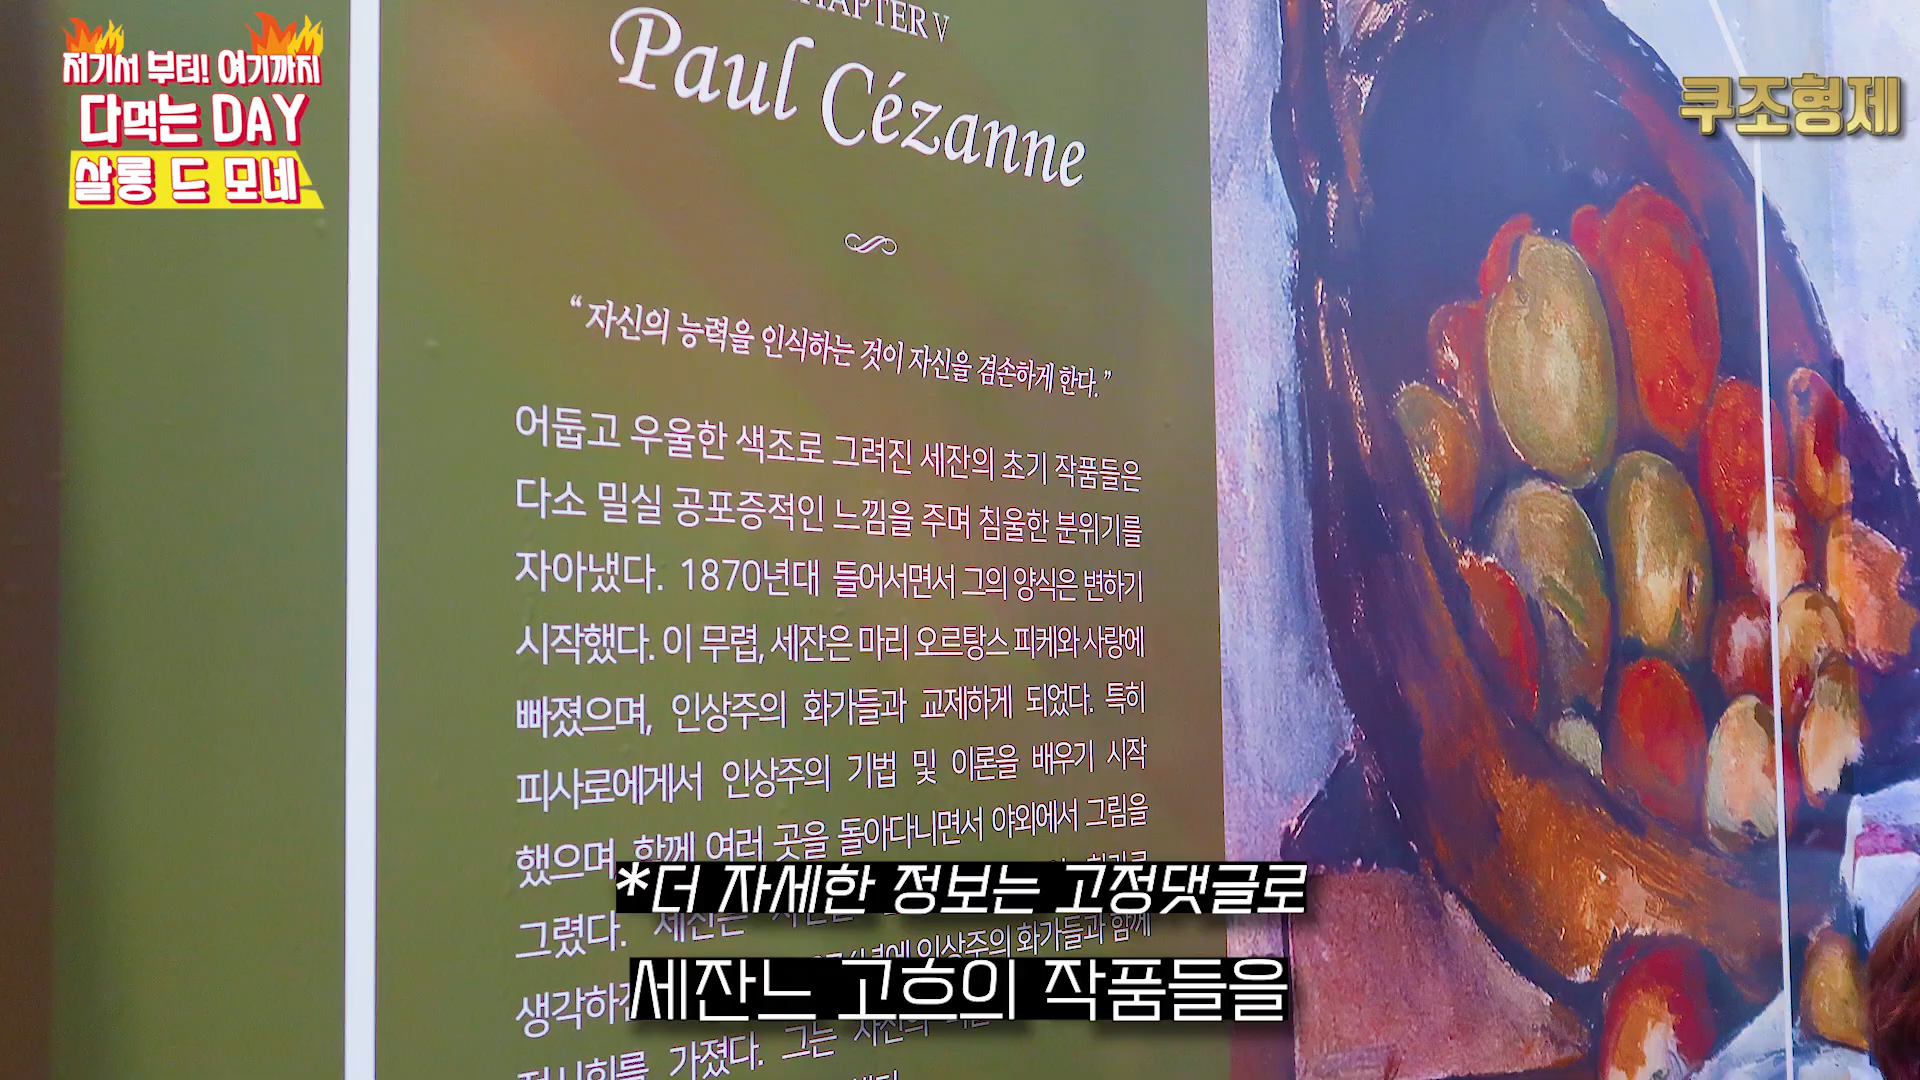 저기서 부터! 여기까지
다먹는 DAY
살롱 드 모네
쿠조형제
CHAPTER V
Paul Cézanne
“자신의 능력을 인식하는 것이 자신을 겸손하게 한다.”
어둡고 우울한 색조로 그려진 세잔의 초기 작품들은
다소 밀실 공포증적인 느낌을 주며 침울한 분위기를
자아냈다. 1870년대 들어서면서 그의 양식은 변하기
시작했다. 이 무렵, 세잔은 마리 오르탕스 피케와 사랑에
빠졌으며, 인상주의 화가들과 교제하게 되었다. 특히
피사로에게서 인상주의 기법 및 이론을 배우기 시작
했으며 함께 여러 곳을 돌아다니면서 야외에서 그림을
그렸다. 세잔은
인상주의 화가들과 함께
가졌다. 그는
*더 자세한 정보는 고정댓글로
세잔느 고흐의 작품들을